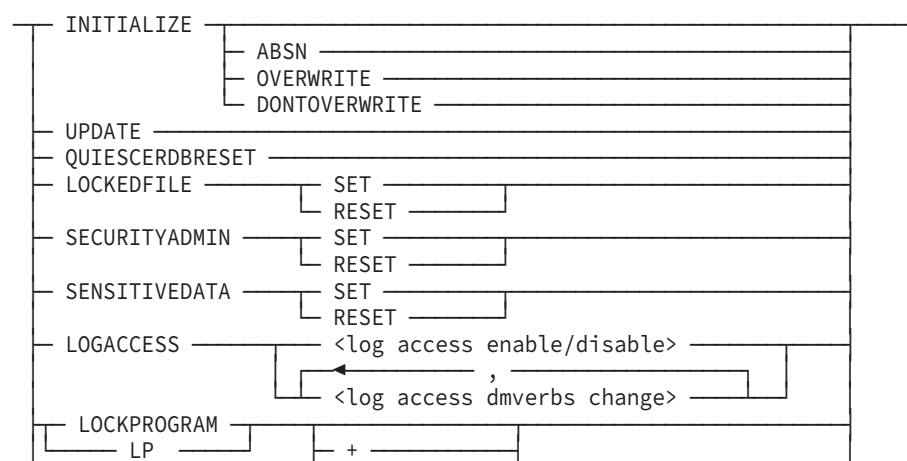 INITIALIZE
ABSN
OVERWRITE
DONTOVERWRITE
UPDATE
QUIESCERDBRESET
LOCKEDFILE SET
RESET
SECURITYADMIN SET
RESET
SENSITIVEDATA SET
RESET
LOGACCESS <log access enable/disable>
,
<log access dmverbs change>
LOCKPROGRAM
LP +